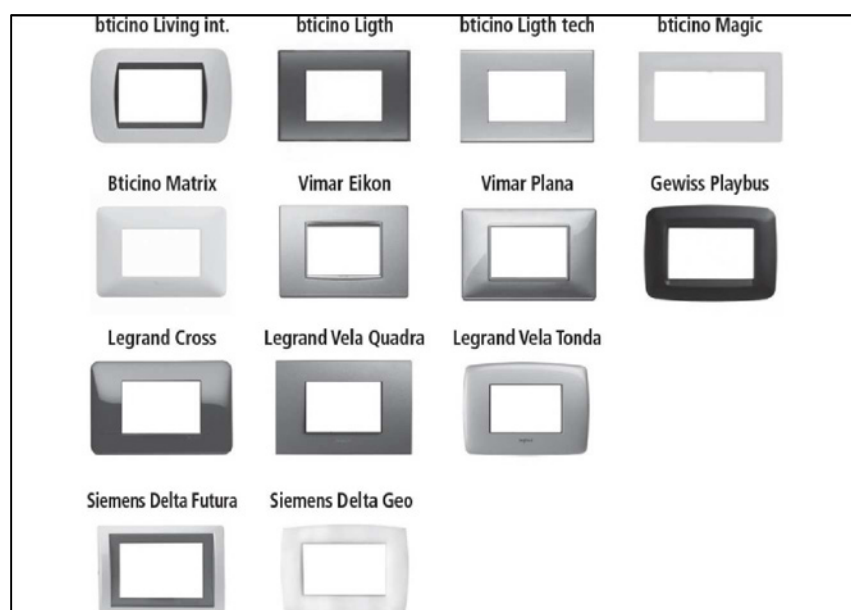 bticino Living int.
bticino Ligth
bticino Ligth tech
bticino Magic
Bticino Matrix
Vimar Eikon
Vimar Plana
Gewiss Playbus
Legrand Cross
Legrand Vela Quadra
Legrand Vela Tonda
Siemens Delta Futura
Siemens Delta Geo